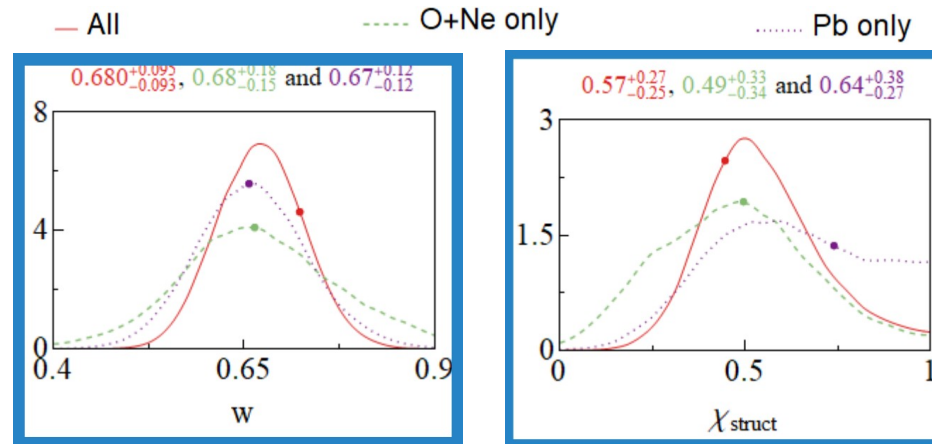 All O+Ne only Pb only
0.680^{+0.095}_{-0.093}, 0.68^{+0.18}_{-0.15} and 0.67^{+0.12}_{-0.12}
8
4
0
0.4 0.65 0.9
w
0.57^{+0.27}_{-0.25}, 0.49^{+0.33}_{-0.34} and 0.64^{+0.38}_{-0.27}
3
1.5
0
0 0.5 1
χ_{struct}